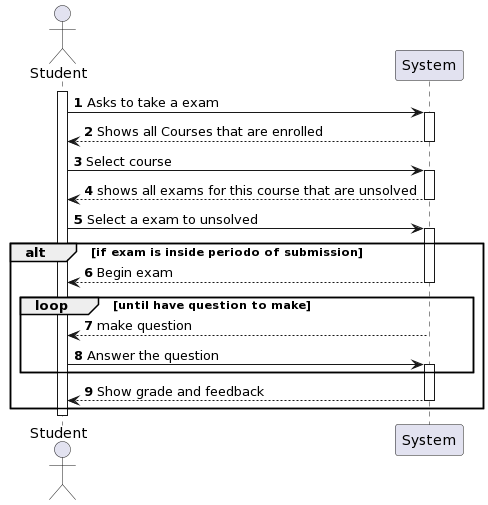 Student
System
1 Asks to take a exam
2 Shows all Courses that are enrolled
3 Select course
4 shows all exams for this course that are unsolved
5 Select a exam to unsolved
alt [if exam is inside periodo of submission]
6 Begin exam
loop [until have question to make]
7 make question
8 Answer the question
9 Show grade and feedback
Student
System